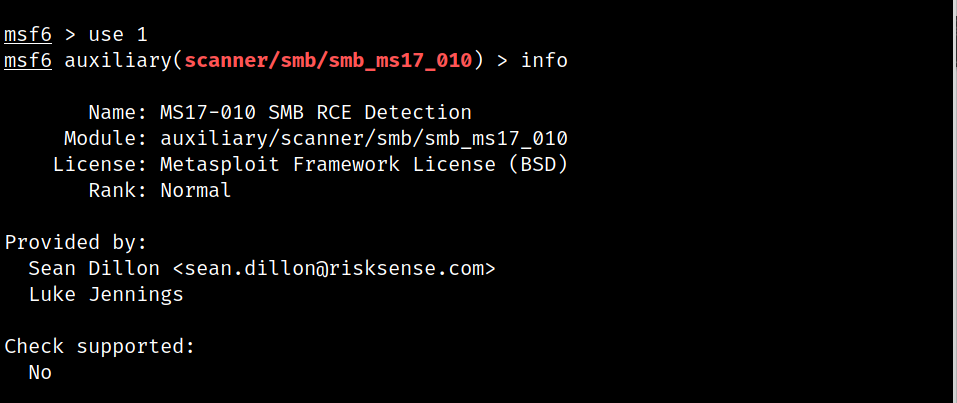 msf6 > use 1
msf6 auxiliary(scanner/smb/smb_ms17_010) > info
Name: MS17-010 SMB RCE Detection
Module: auxiliary/scanner/smb/smb_ms17_010
License: Metasploit Framework License (BSD)
Rank: Normal
Provided by:
Sean Dillon <sean.dillon@risksense.com>
Luke Jennings
Check supported:
No